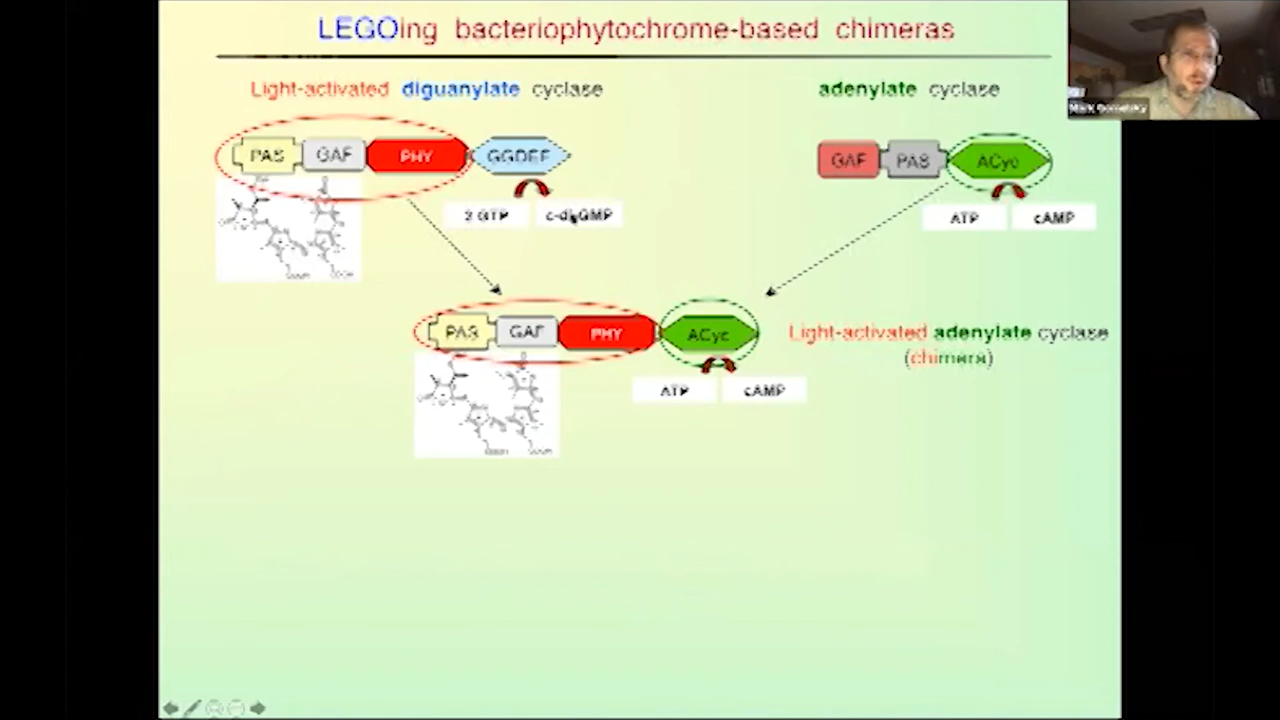 LEGOing bacteriophytochrome-based chimeras
Light-activated diguanylate cyclase
adenylate cyclase
PAS GAF PHY GGDEF
GAF PAS ACyc
2 GTP c-di-GMP
ATP cAMP
PAS GAF PHY ACyc
Light-activated adenylate cyclase
(chimera)
ATP cAMP